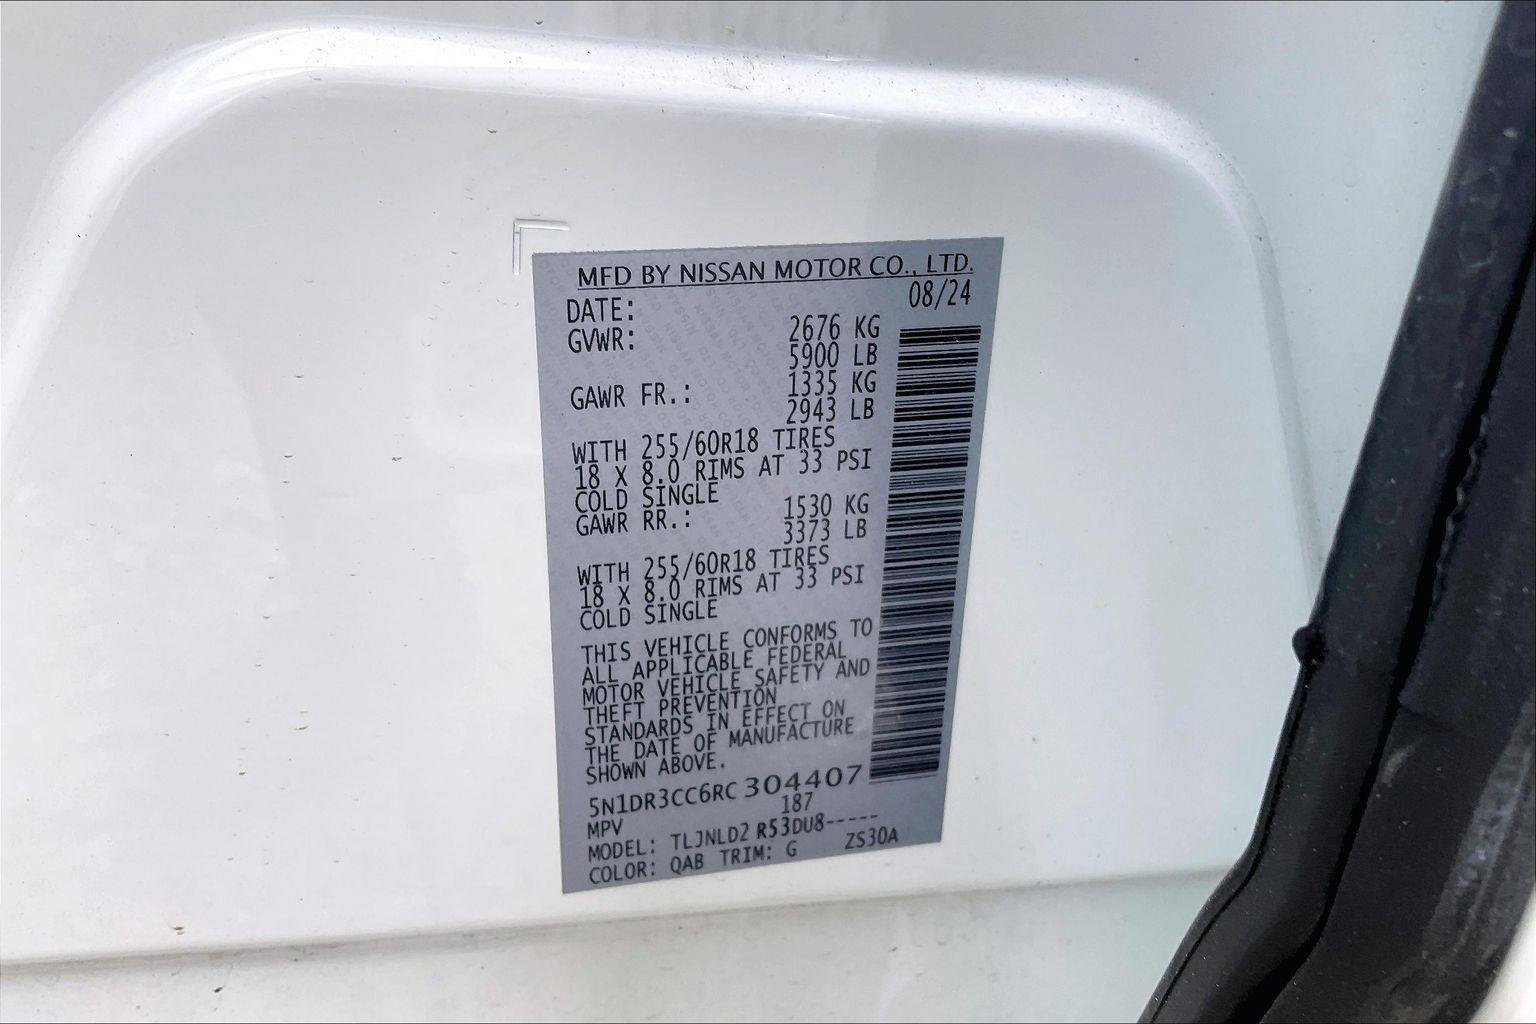 MFD BY NISSAN MOTOR CO., LTD.
DATE: 08/24
GVWR: 2676 KG
5900 LB
GAWR FR.: 1335 KG
2943 LB
WITH 255/60R18 TIRES
18 X 8.0 RIMS AT 33 PSI
COLD SINGLE
GAWR RR.: 1530 KG
3373 LB
WITH 255/60R18 TIRES
18 X 8.0 RIMS AT 33 PSI
COLD SINGLE
THIS VEHICLE CONFORMS TO
ALL APPLICABLE FEDERAL
MOTOR VEHICLE SAFETY AND
THEFT PREVENTION
STANDARDS IN EFFECT ON
THE DATE OF MANUFACTURE
SHOWN ABOVE.
5N1DR3CC6RC304407
MPV 187
MODEL: TLJNLD2 R53DU8-----
COLOR: QAB TRIM: G ZS30A